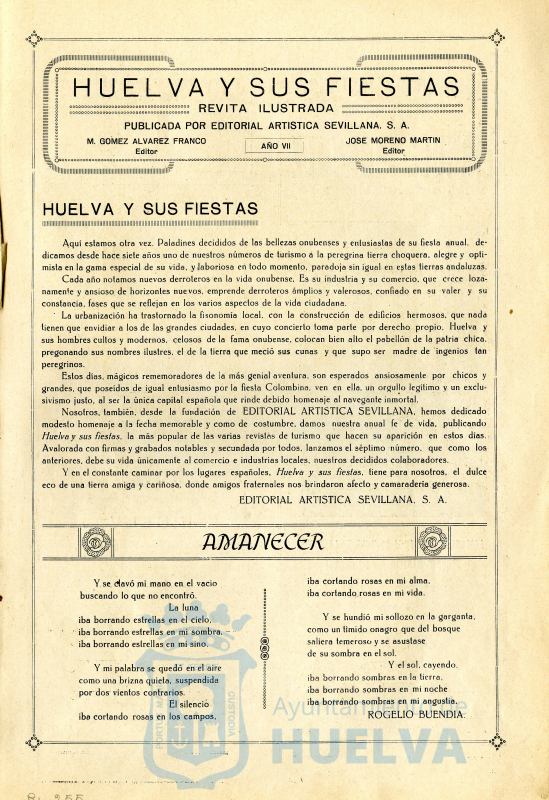 HUELVA Y SUS FIESTAS
REVITA ILUSTRADA
PUBLICADA POR EDITORIAL ARTISTICA SEVILLANA, S. A.
M. GOMEZ ALVAREZ FRANCO
Editor
AÑO VII
JOSE MORENO MARTIN
Editor
HUELVA Y SUS FIESTAS
Aquí estamos otra vez. Paladines decididos de las bellezas onubenses y entusiastas de su fiesta anual, de-
dicamos desde hace siete años uno de nuestros números de turismo á la peregrina tierra choquera, alegre y opti-
mista en la gama especial de su vida, y laboriosa en todo momento, paradoja sin igual en estas tierras andaluzas.
Cada año notamos nuevos derroteros en la vida onubense. Es su industria y su comercio, que crece loza-
namente y ansioso de horizontes nuevos, emprende derroteros ámplios y valerosos, confiado en su valer y su
constancia, fases que se reflejan en los varios aspectos de la vida ciudadana.
La urbanización ha trastornado la fisonomía local, con la construcción de edificios hermosos, que nada
tienen que envidiar a los de las grandes ciudades, en cuyo concierto toma parte por derecho propio. Huelva y
sus hombres cultos y modernos, celosos de la fama onubense, colocan bien alto el pabellón de la patria chica,
pregonando sus nombres ilustres, el de la tierra que meció sus cunas y que supo ser madre de ingenios tan
peregrinos.
Estos días, mágicos rememoradores de la más genial aventura, son esperados ansiosamente por chicos y
grandes, que poseidos de igual entusiasmo por la fiesta Colombina, ven en ella, un orgullo legítimo y un exclu-
sivismo justo, al ser la única capital española que rinde debido homenaje al navegante inmortal.
Nosotros, también, desde la fundación de EDITORIAL ARTISTICA SEVILLANA, hemos dedicado
modesto homenaje a la fecha memorable y como de costumbre, damos nuestra anual fe de vida, publicando
Huelva y sus fiestas, la más popular de las varias revistas de turismo que hacen su aparición en estos días.
Avalorada con firmas y grabados notables y secundada por todos, lanzamos el séptimo número, que como los
anteriores, debe su vida únicamente al comercio e industrias locales, nuestros decididos colaboradores.
Y en el constante caminar por los lugares españoles, Huelva y sus fiestas, tiene para nosotros, el dulce
eco de una tierra amiga y cariñosa, donde amigos fraternales nos brindaron afecto y camaradería generosa.
EDITORIAL ARTISTICA SEVILLANA, S. A.
AMANECER
Y se clavó mi mano en el vacio
buscando lo que no encontró.
La luna
iba borrando estrellas en el cielo,
iba borrando estrellas en mi sombra,
iba borrando estrellas en mi sino.
Y mi palabra se quedó en el aire
como una brizna quieta, suspendida
por dos vientos contrarios.
El silencio
iba cortando rosas en los campos,
iba cortando rosas en mi alma,
iba cortando rosas en mi vida.
Y se hundió mi sollozo en la garganta,
como un tímido onagro que del bosque
saliera temeroso y se asustase
de su sombra en el sol.
Y el sol, cayendo,
iba borrando sombras en la tierra,
iba borrando sombras en mi noche
iba borrando sombras en mi angustia.
ROGELIO BUENDIA.
PORTUS MARIS
CUSTODIA
Ayuntamiento de
HUELVA